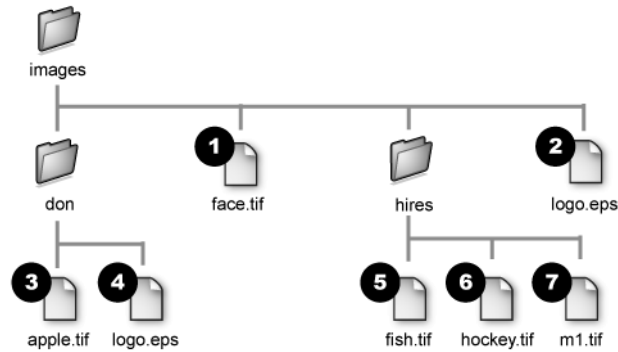 images
1
2
don
face.tif
hires
logo.eps
3
4
5
6
7
apple.tif
logo.eps
fish.tif
hockey.tif
m1.tif